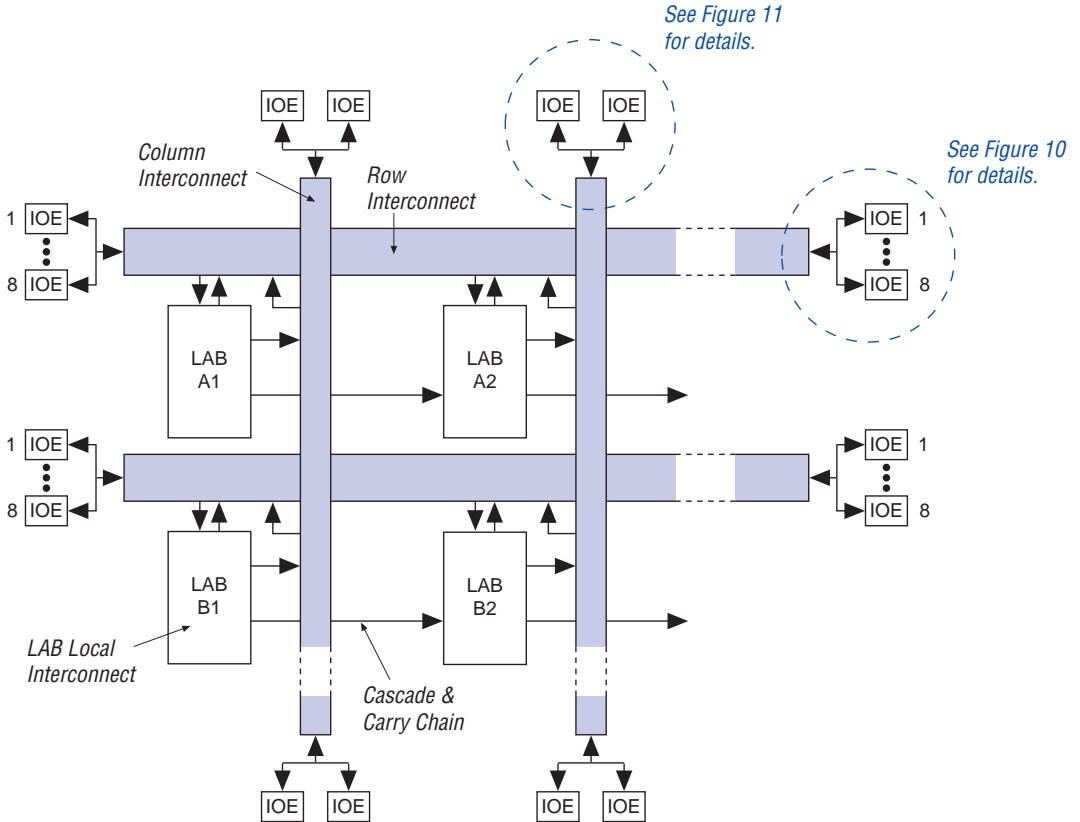 See Figure 11
for details.
IOE IOE
IOE IOE
Column
Interconnect
Row
Interconnect
See Figure 10
for details.
1 IOE
8 IOE
IOE 1
IOE 8
LAB
A1
LAB
A2
1 IOE
8 IOE
IOE 1
IOE 8
LAB
B1
LAB
B2
LAB Local
Interconnect
Cascade &
Carry Chain
IOE IOE
IOE IOE